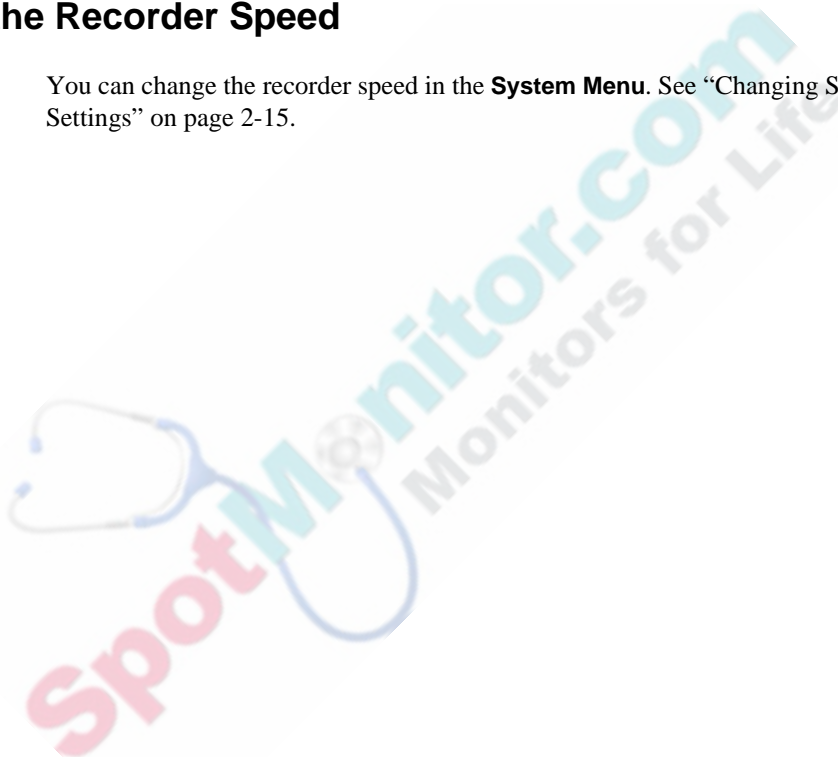 he Recorder Speed
You can change the recorder speed in the System Menu. See “Changing S
Settings” on page 2-15.
SpotMonitor.com
Monitors for Life